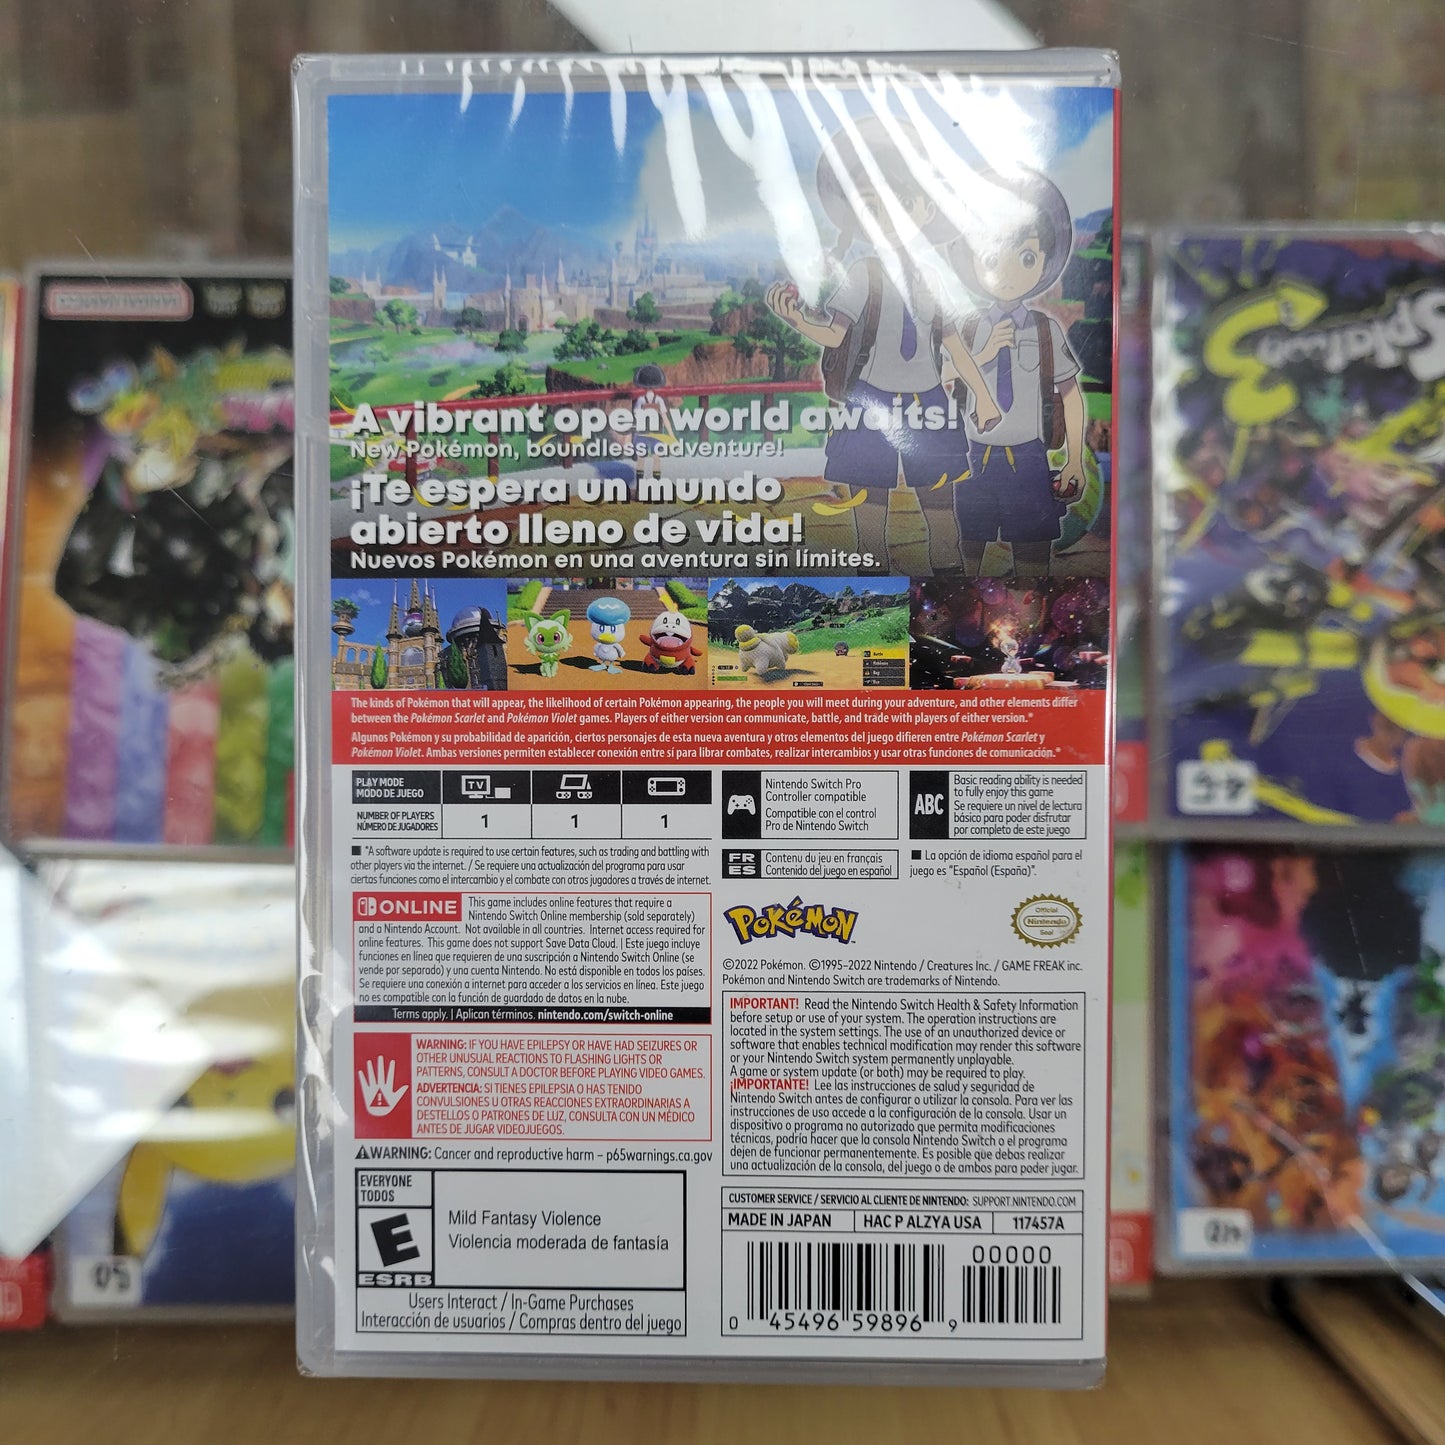 A vibrant open world awaits!
New Pokémon, boundless adventure!
¡Te espera un mundo
abierto lleno de vida!
Nuevos Pokémon en una aventura sin límites.
The kinds of Pokémon that will appear, the likelihood of certain Pokémon appearing, the people you will meet during your adventure, and other elements differ
between the Pokémon Scarlet and Pokémon Violet games. Players of either version can communicate, battle, and trade with players of either version.*
Algunos Pokémon y su probabilidad de aparición, ciertos personajes de esta nueva aventura y otros elementos del juego difieren entre Pokémon Scarlet y
Pokémon Violet. Ambas versiones permiten establecer conexión entre sí para librar combates, realizar intercambios y usar otras funciones de comunicación.*
PLAY MODE
MODO DE JUEGO
TV
NUMBER OF PLAYERS
NÚMERO DE JUGADORES
1
1
1
Nintendo Switch Pro
Controller compatible
Compatible con el control
Pro de Nintendo Switch
ABC
Basic reading ability is needed
to fully enjoy this game
Se requiere un nivel de lectura
básico para poder disfrutar
por completo de este juego
■ *A software update is required to use certain features, such as trading and battling with
other players via the internet. / Se requiere una actualización del programa para usar
ciertas funciones como el intercambio y el combate con otros jugadores a través de internet.
FR
ES
Contenu du jeu en français
Contenido del juego en español
■ La opción de idioma español para el
juego es "Español (España)".
ONLINE
This game includes online features that require a
Nintendo Switch Online membership (sold separately)
and a Nintendo Account. Not available in all countries. Internet access required for
online features. This game does not support Save Data Cloud. | Este juego incluye
funciones en línea que requieren de una suscripción a Nintendo Switch Online (se
vende por separado) y una cuenta Nintendo. No está disponible en todos los países.
Se requiere una conexión a internet para acceder a los servicios en línea. Este juego
no es compatible con la función de guardado de datos en la nube.
Terms apply. | Aplican términos. nintendo.com/switch-online
POKéMON
Official
Nintendo
Seal
©2022 Pokémon. ©1995–2022 Nintendo / Creatures Inc. / GAME FREAK inc.
Pokémon and Nintendo Switch are trademarks of Nintendo.
WARNING: IF YOU HAVE EPILEPSY OR HAVE HAD SEIZURES OR
OTHER UNUSUAL REACTIONS TO FLASHING LIGHTS OR
PATTERNS, CONSULT A DOCTOR BEFORE PLAYING VIDEO GAMES.
ADVERTENCIA: SI TIENES EPILEPSIA O HAS TENIDO
CONVULSIONES U OTRAS REACCIONES EXTRAORDINARIAS A
DESTELLOS O PATRONES DE LUZ, CONSULTA CON UN MÉDICO
ANTES DE JUGAR VIDEOJUEGOS.
WARNING: Cancer and reproductive harm – p65warnings.ca.gov
IMPORTANT! Read the Nintendo Switch Health & Safety Information
before setup or use of your system. The operation instructions are
located in the system settings. The use of an unauthorized device or
software that enables technical modification may render this software
or your Nintendo Switch system permanently unplayable.
A game or system update (or both) may be required to play.
¡IMPORTANTE! Lee las instrucciones de salud y seguridad de
Nintendo Switch antes de configurar o utilizar la consola. Para ver las
instrucciones de uso accede a la configuración de la consola. Usar un
dispositivo o programa no autorizado que permita modificaciones
técnicas, podría hacer que la consola Nintendo Switch o el programa
dejen de funcionar permanentemente. Es posible que debas realizar
una actualización de la consola, del juego o de ambos para poder jugar.
EVERYONE
TODOS
E
ESRB
Mild Fantasy Violence
Violencia moderada de fantasía
Users Interact / In-Game Purchases
Interacción de usuarios / Compras dentro del juego
CUSTOMER SERVICE / SERVICIO AL CLIENTE DE NINTENDO: SUPPORT.NINTENDO.COM
MADE IN JAPAN
HAC P ALZYA USA
117457A
00000
0 45496 59896 9
Splatoon
3